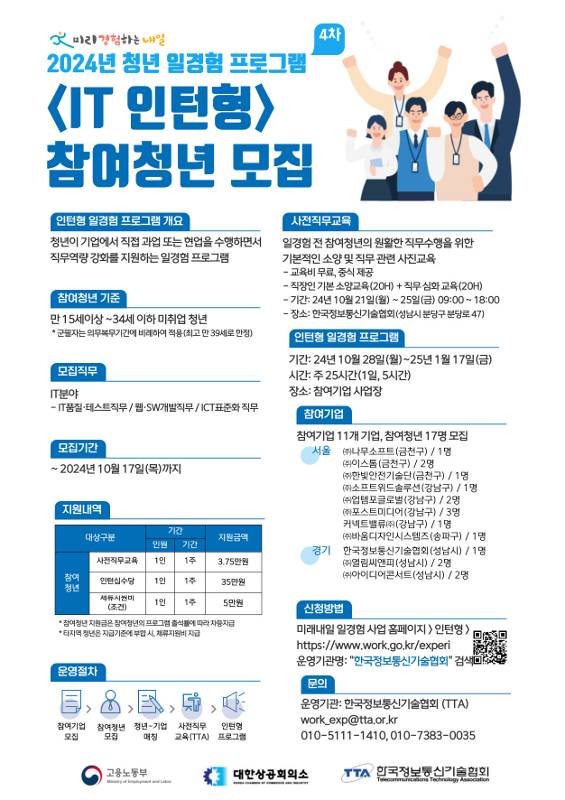 미래 경험하는 내일
4차
2024년 청년 일경험 프로그램
<IT 인턴형>
참여청년 모집
인턴형 일경험 프로그램 개요
청년이 기업에서 직접 과업 또는 현업을 수행하면서
직무역량 강화를 지원하는 일경험 프로그램
참여청년 기준
만 15세이상 ~34세 이하 미취업 청년
* 군필자는 의무복무기간에 비례하여 적용(최고 만 39세로 한정)
모집직무
IT분야
- IT품질·테스트직무 / 웹·SW개발직무 / ICT표준화 직무
모집기간
~ 2024년 10월 17일(목)까지
지원내역
대상구분 기간 지원금액
인원 기간
참여
청년
사전직무교육 1인 1주 3.75만원
인턴십수당 1인 1주 35만원
체류지원비
(조건) 1인 1주 5만원
* 참여청년 지원금은 참여청년의 프로그램 출석률에 따라 차등지급
* 타지역 청년은 지급기준에 부합 시, 체류지원비 지급
운영절차
참여기업
모집
참여청년
모집
청년-기업
매칭
사전직무
교육(TTA)
인턴형
프로그램
사전직무교육
일경험 전 참여청년의 원활한 직무수행을 위한
기본적인 소양 및 직무 관련 사진교육
- 교육비 무료, 중식 제공
- 직장인 기본 소양교육(20H) + 직무 심화 교육(20H)
- 기간: 24년 10월 21일(월) ~ 25일(금) 09:00 ~ 18:00
- 장소: 한국정보통신기술협회(성남시 분당구 분당로 47)
인턴형 일경험 프로그램
기간: 24년 10월 28일(월)~25년 1월 17일(금)
시간: 주 25시간(1일, 5시간)
장소: 참여기업 사업장
참여기업
참여기업 11개 기업, 참여청년 17명 모집
서울
㈜나무소프트(금천구) / 1명
㈜이스톰(금천구) / 2명
㈜한빛안전기술단(금천구) / 1명
㈜소프트위드솔루션(강남구) / 1명
㈜업템포글로벌(강남구) / 2명
㈜포스트미디어(강남구) / 3명
커넥트밸류㈜(강남구) / 1명
㈜바움디자인시스템즈(송파구) / 1명
경기
한국정보통신기술협회(성남시) / 1명
㈜열림씨앤피(성남시) / 2명
㈜아이디어콘서트(성남시) / 2명
신청방법
미래내일 일경험 사업 홈페이지 > 인턴형 >
https://www.work.go.kr/experi
운영기관명: "한국정보통신기술협회" 검색
문의
운영기관: 한국정보통신기술협회 (TTA)
work_exp@tta.or.kr
010-5111-1410, 010-7383-0035
고용노동부
Ministry of Employment and Labor
대한상공회의소
KOREA CHAMBER OF COMMERCE AND INDUSTRY
TTA 한국정보통신기술협회
Telecommunications Technology Association